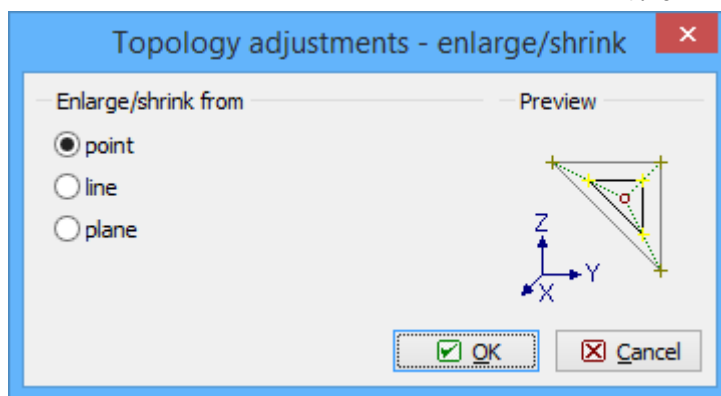 Topology adjustments - enlarge/shrink
Enlarge/shrink from
Preview
point
line
plane
Z
Y
X
OK
Cancel